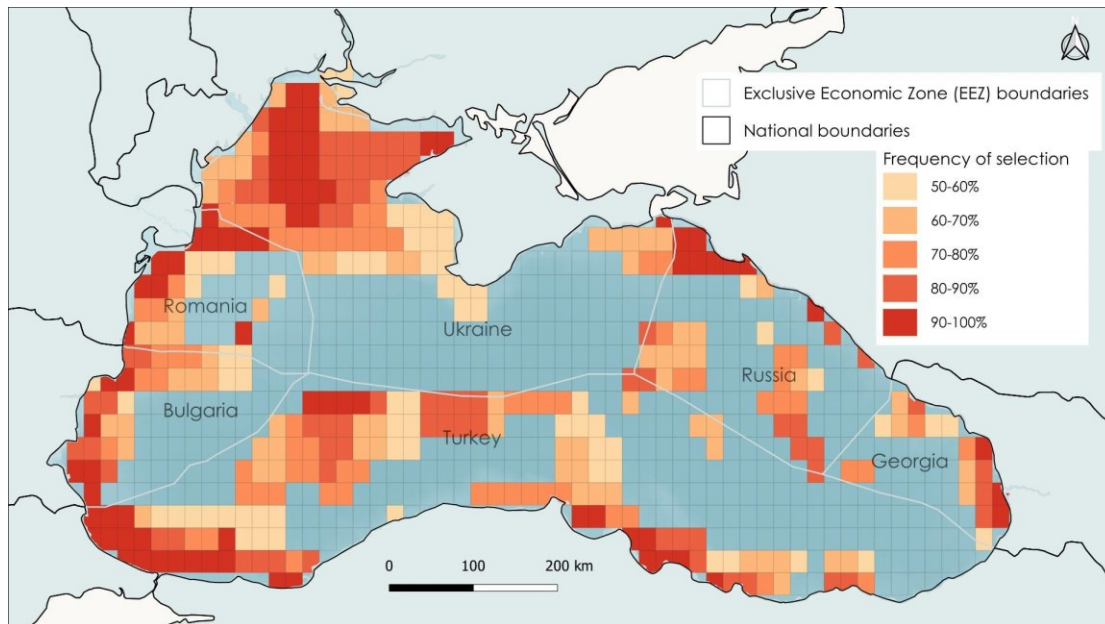 N
Exclusive Economic Zone (EEZ) boundaries
National boundaries
Frequency of selection
50-60%
60-70%
70-80%
80-90%
90-100%
Romania
Ukraine
Russia
Bulgaria
Turkey
Georgia
0 100 200 km